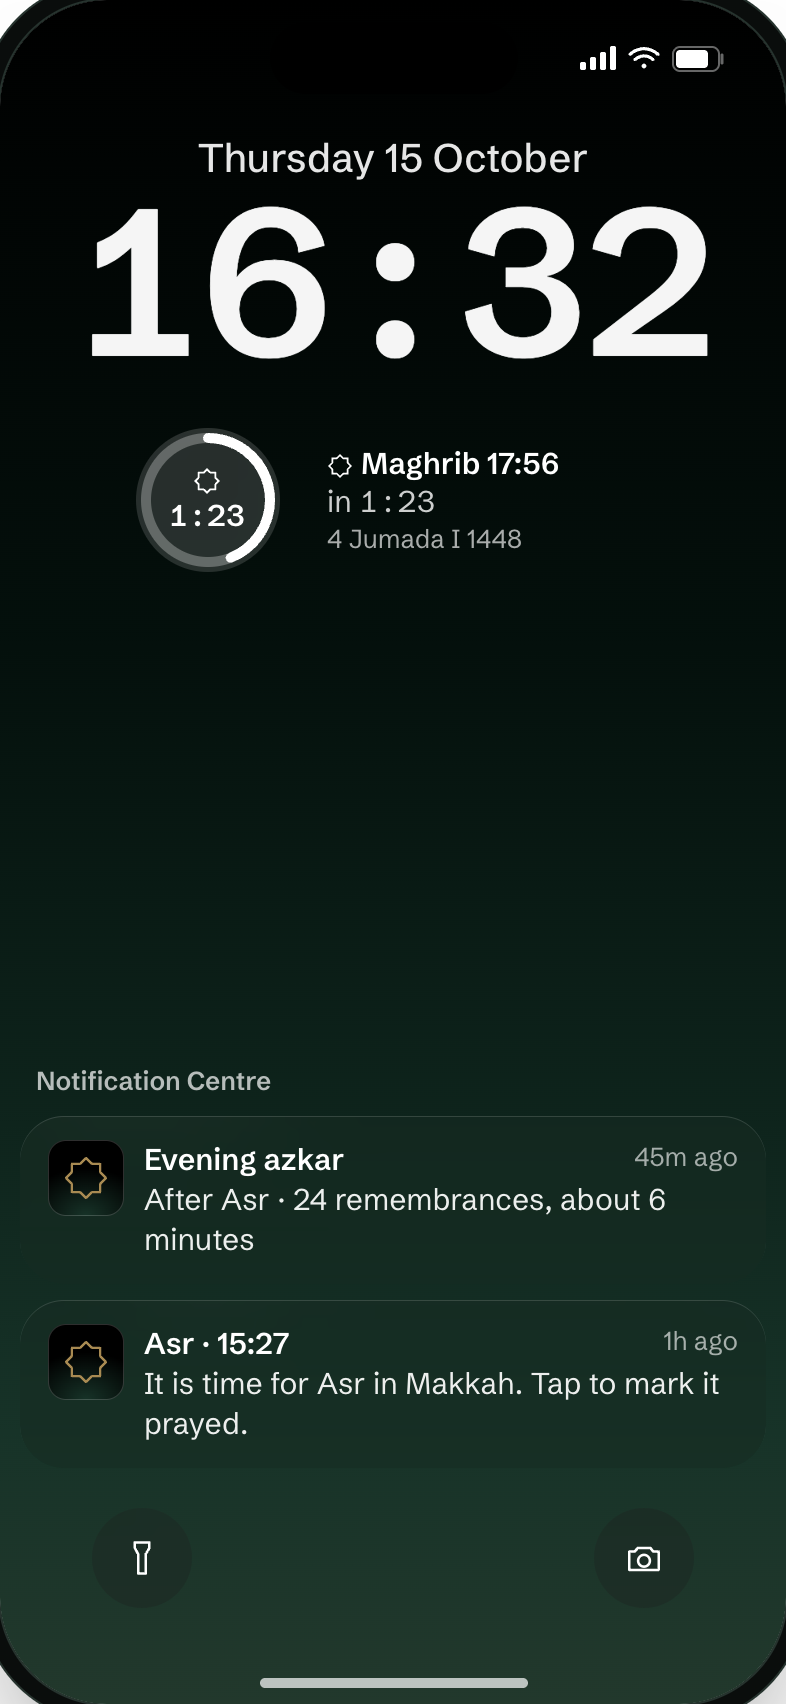 Thursday 15 October
16:32
1:23
Maghrib 17:56
in 1:23
4 Jumada I 1448
Notification Centre
Evening azkar
45m ago
After Asr · 24 remembrances, about 6
minutes
Asr · 15:27
1h ago
It is time for Asr in Makkah. Tap to mark it
prayed.